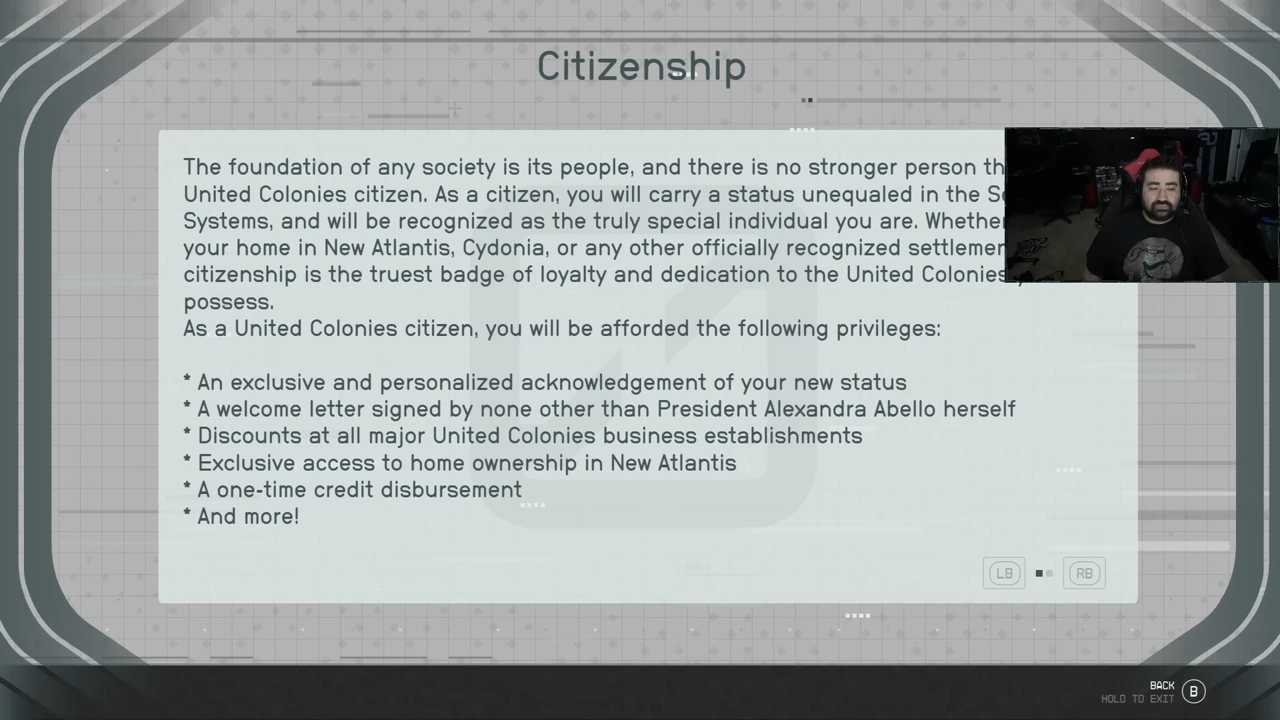 Citizenship
The foundation of any society is its people, and there is no stronger person
United Colonies citizen. As a citizen, you will carry a status unequaled in the
Systems, and will be recognized as the truly special individual you are. Whether
your home in New Atlantis, Cydonia, or any other officially recognized
citizenship is the truest badge of loyalty and dedication to the United Colonies
possess.
As a United Colonies citizen, you will be afforded the following privileges:
* An exclusive and personalized acknowledgement of your new status
* A welcome letter signed by none other than President Alexandra Abello herself
* Discounts at all major United Colonies business establishments
* Exclusive access to home ownership in New Atlantis
* A one-time credit disbursement
* And more!
LB RB
BACK B
HOLD TO EXIT